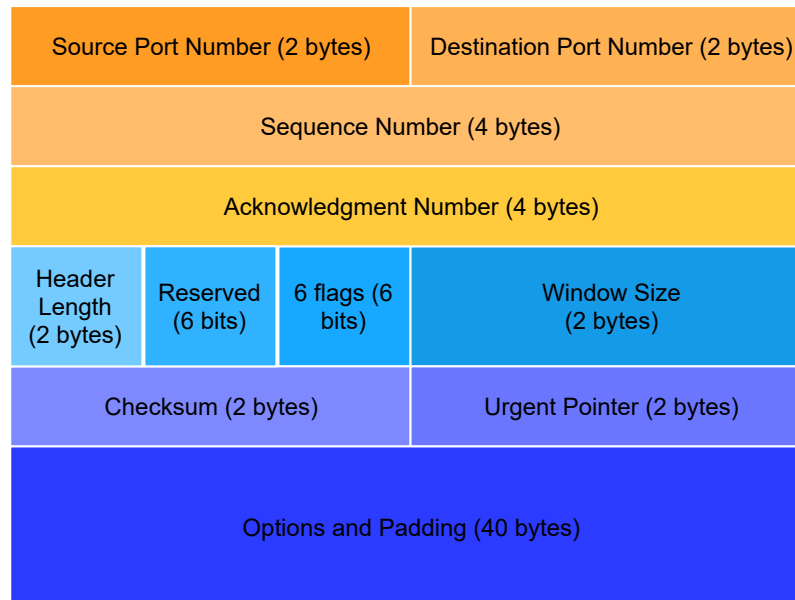 Source Port Number (2 bytes)
Destination Port Number (2 bytes)
Sequence Number (4 bytes)
Acknowledgment Number (4 bytes)
Header
Length
(2 bytes)
Reserved
(6 bits)
6 flags (6
bits)
Window Size
(2 bytes)
Checksum (2 bytes)
Urgent Pointer (2 bytes)
Options and Padding (40 bytes)